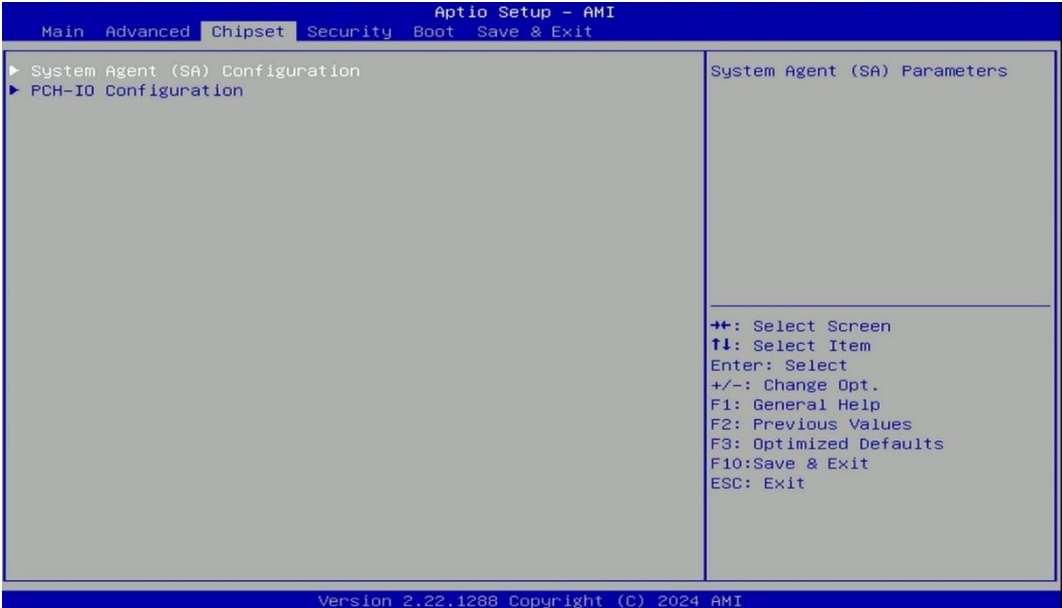 Aptio Setup – AMI
Main Advanced Chipset Security Boot Save & Exit
► System Agent (SA) Configuration
► PCH-IO Configuration
System Agent (SA) Parameters
→←: Select Screen
↑↓: Select Item
Enter: Select
+/-: Change Opt.
F1: General Help
F2: Previous Values
F3: Optimized Defaults
F10:Save & Exit
ESC: Exit
Version 2.22.1288 Copyright (C) 2024 AMI